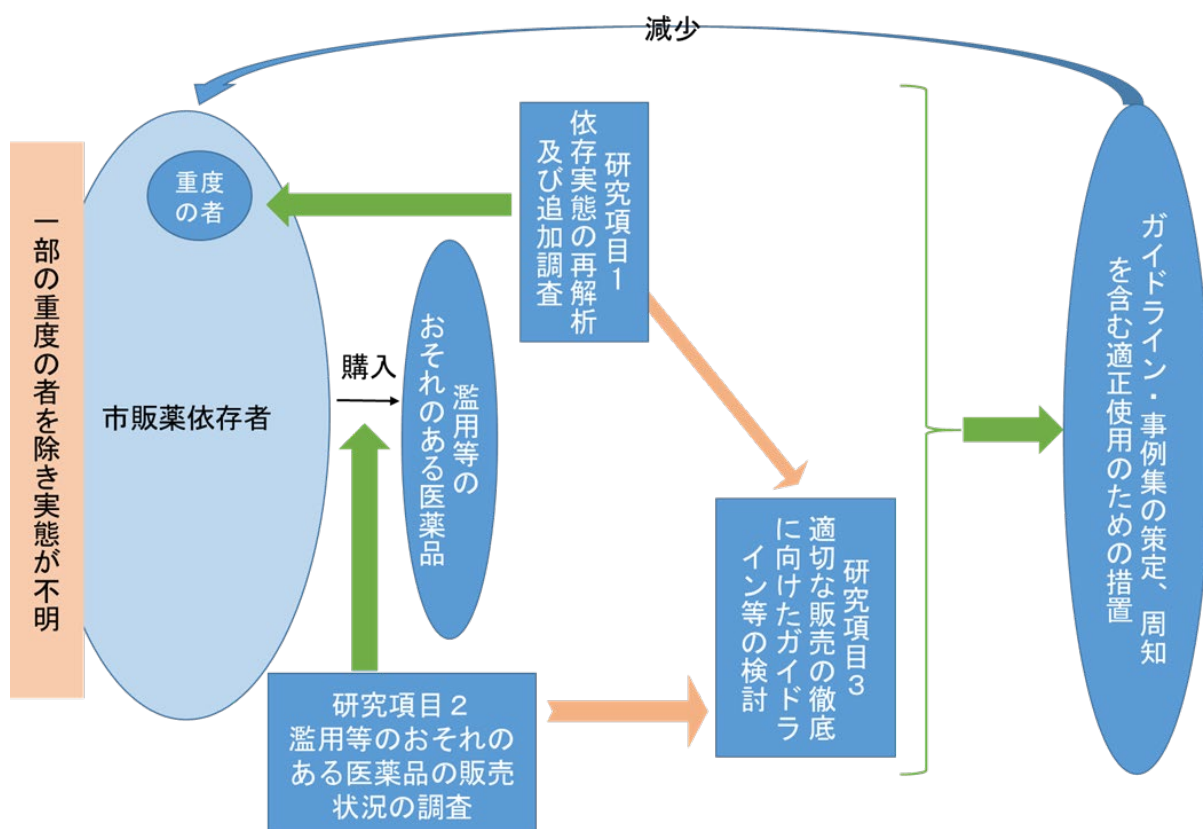 減少
一部の重度の者を除き実態が不明
重度
の者
市販薬依存者
購入
濫用等の
おそれのある医薬品
研究項目1
依存実態の再解析
及び追加調査
研究項目2
濫用等のおそれの
ある医薬品の販売
状況の調査
研究項目3
適切な販売の徹底
に向けたガイドラ
イン等の検討
ガイドライン・事例集の策定、周知
を含む適正使用のための措置